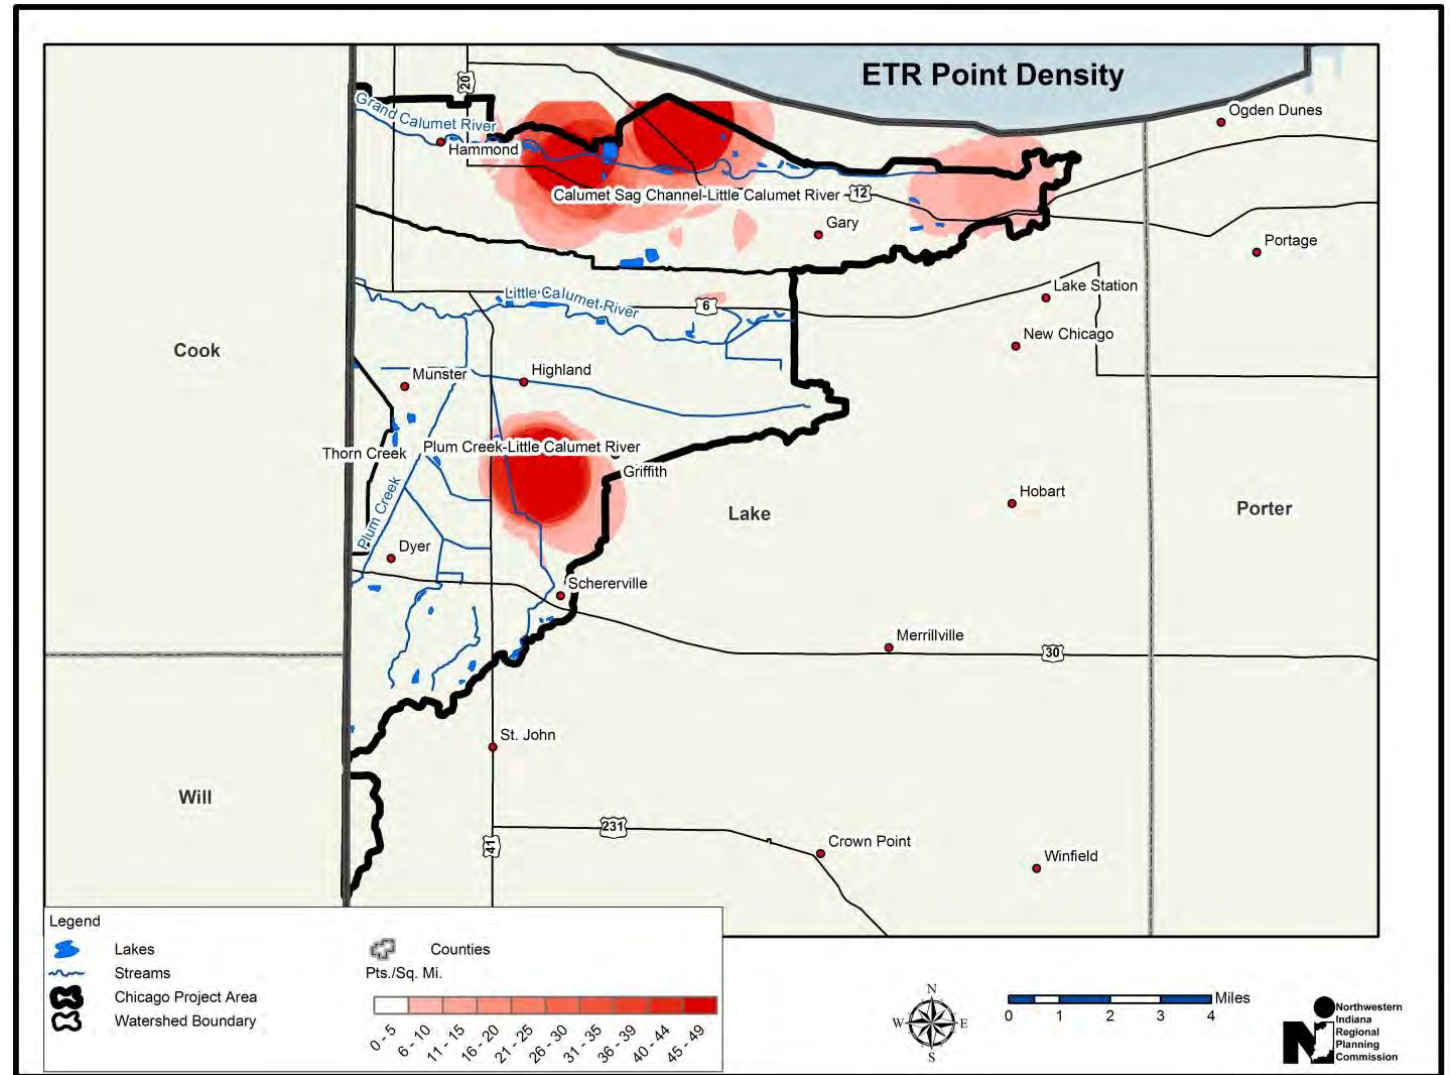 ETR Point Density
20
Grand Calumet River
Ogden Dunes
Hammond
Calumet Sag Channel-Little Calumet River
12
Gary
Portage
Lake Station
Little Calumet River
6
New Chicago
Cook
Munster
Highland
Thorn Creek
Plum Creek-Little Calumet River
Griffith
Plum Creek
Hobart
Lake
Porter
Dyer
Schererville
Merrillville
30
St. John
Will
231
41
Crown Point
Winfield
Legend
Lakes
Streams
Chicago Project Area
Watershed Boundary
Counties
Pts./Sq. Mi.
0 - 5
6 - 10
11 - 15
16 - 20
21 - 25
26 - 30
31 - 35
36 - 39
40 - 44
45 - 49
N
W
E
S
Miles
0 1 2 3 4
Northwestern
Indiana
Regional
Planning
Commission